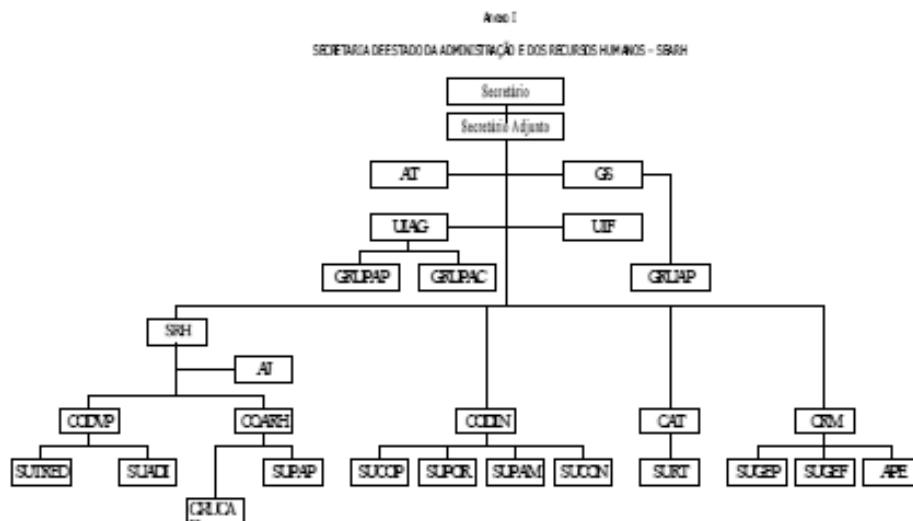 Anexo I
SECRETARIA DE ESTADO DA ADMINISTRAÇÃO E DOS RECURSOS HUMANOS – SEARH
Secretário
Secretário Adjunto
AT GS
UIAG UIF
GRUPAP GRUPAC GRUAP
SRH
AJ
CODVP COARH CODIN CAT CRM
SUTRED SUADI SUPAP SUCOP SUPOR SUPAM SUCON SURT SUGEP SUGEF APE
GRUCA